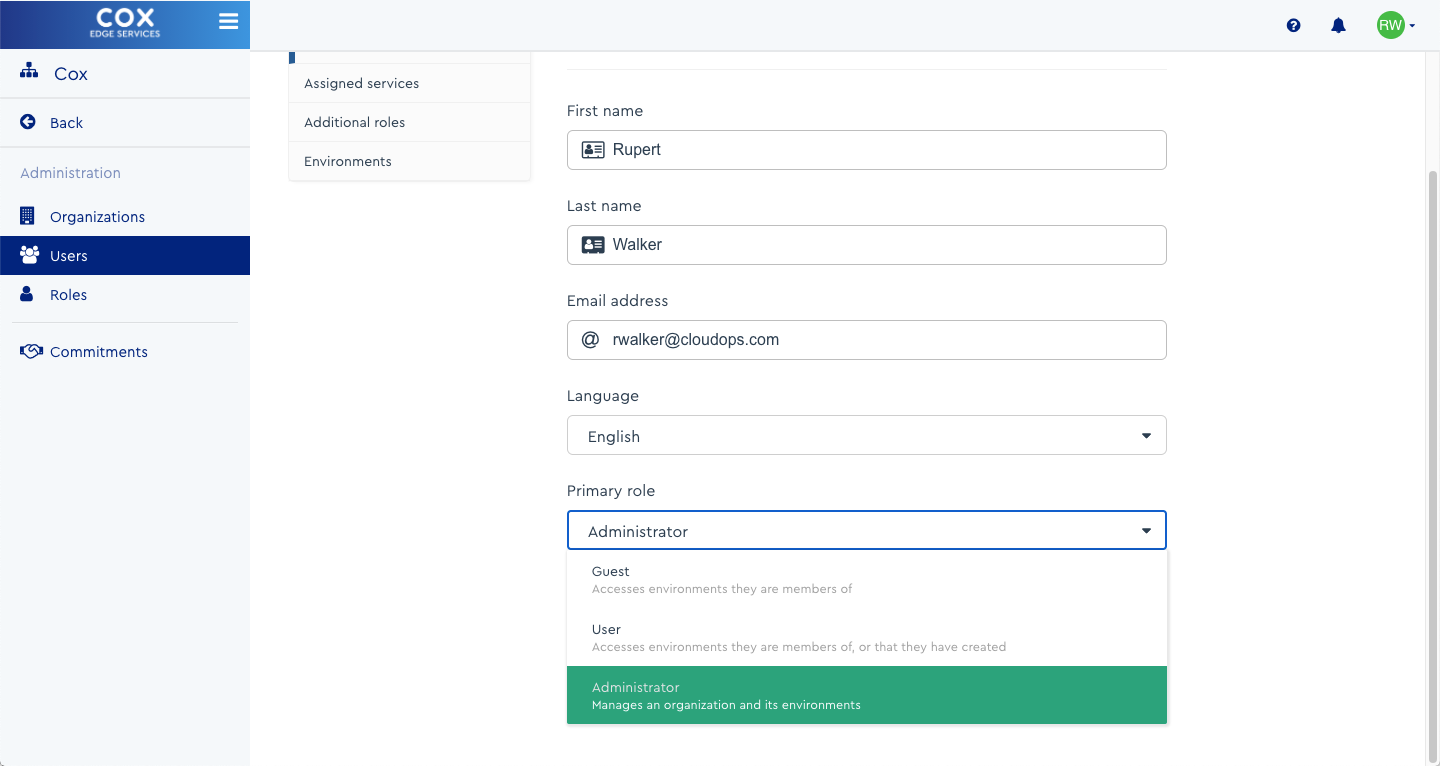 COX
EDGE SERVICES
RW
Cox
Back
Administration
Organizations
Users
Roles
Commitments
Assigned services
Additional roles
Environments
First name
Rupert
Last name
Walker
Email address
@ rwalker@cloudops.com
Language
English
Primary role
Administrator
Guest
Accesses environments they are members of
User
Accesses environments they are members of, or that they have created
Administrator
Manages an organization and its environments